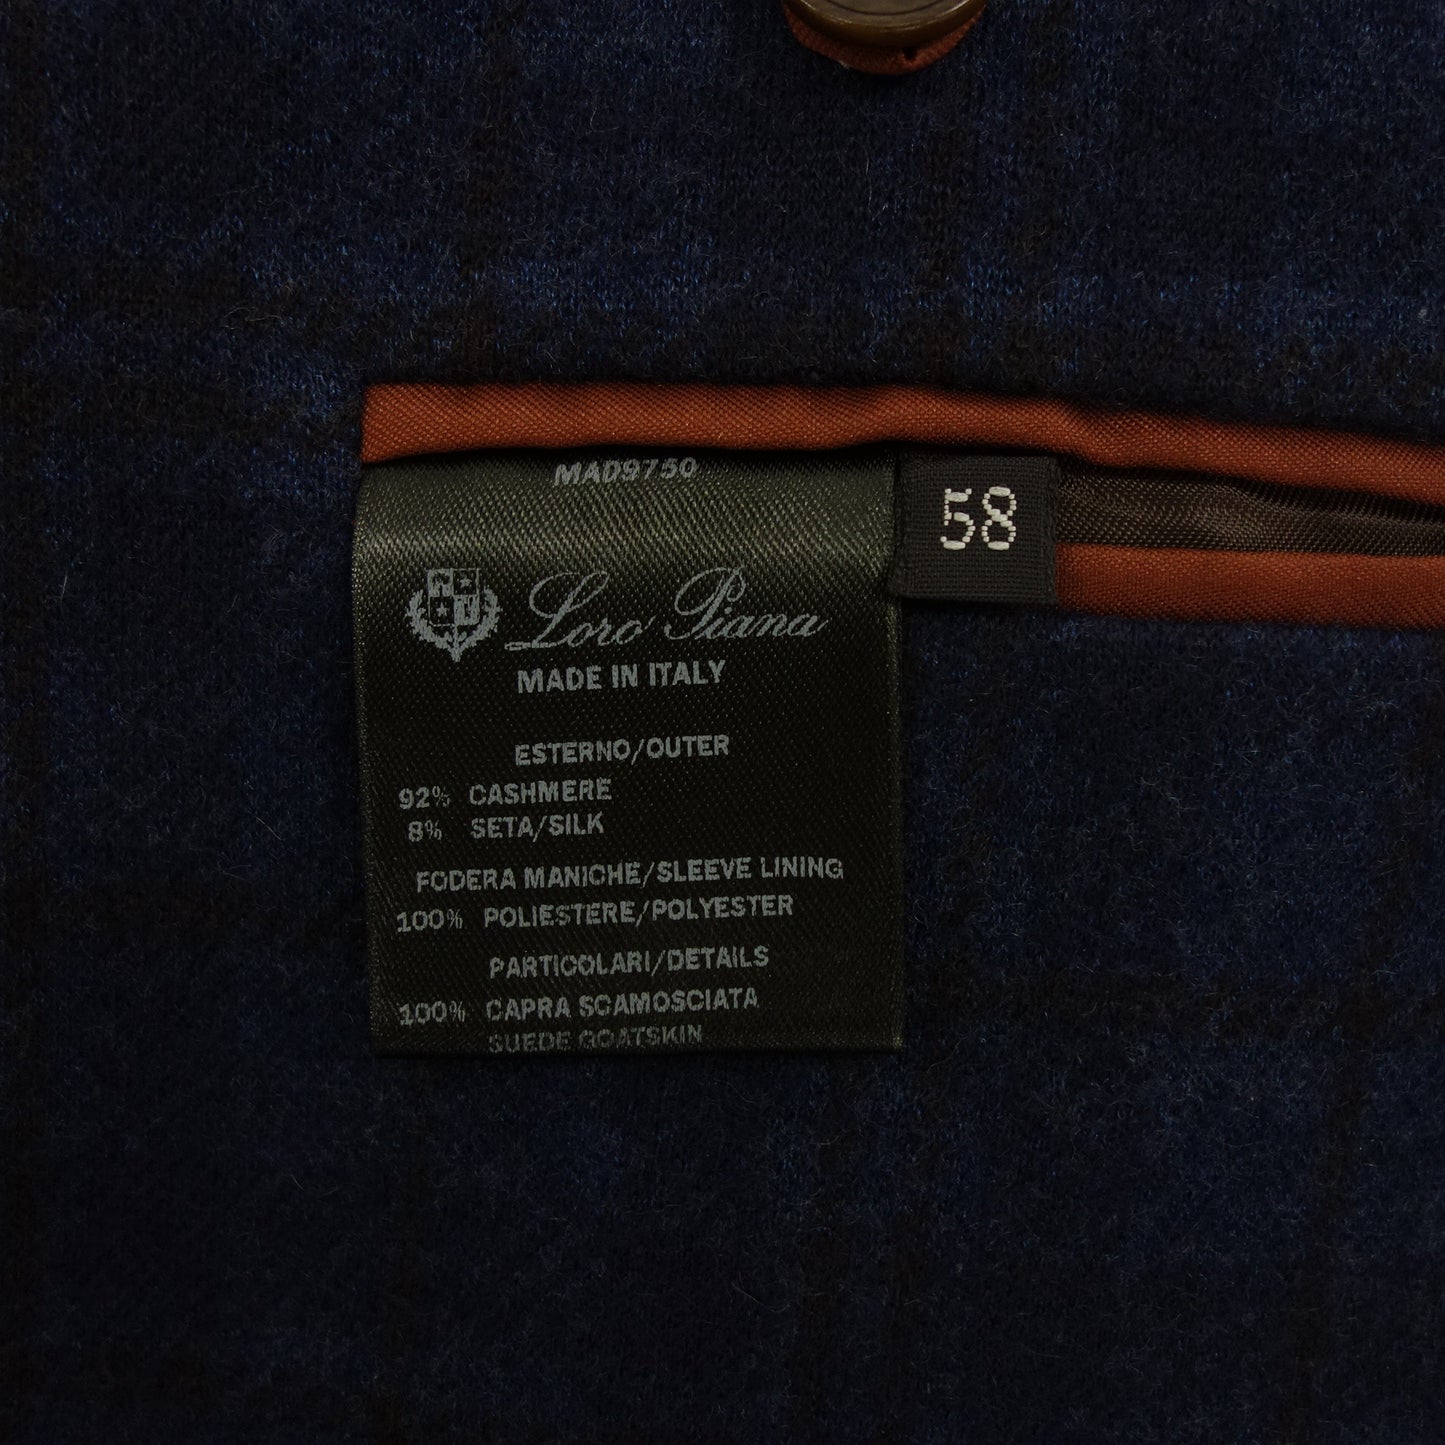 MAD9750
58
Loro Piana
MADE IN ITALY
ESTERNO/OUTER
92% CASHMERE
8% SETA/SILK
FODERA MANICHE/SLEEVE LINING
100% POLIESTERE/POLYESTER
PARTICOLARI/DETAILS
100% CAPRA SCAMOSCIATA
SUEDE GOATSKIN